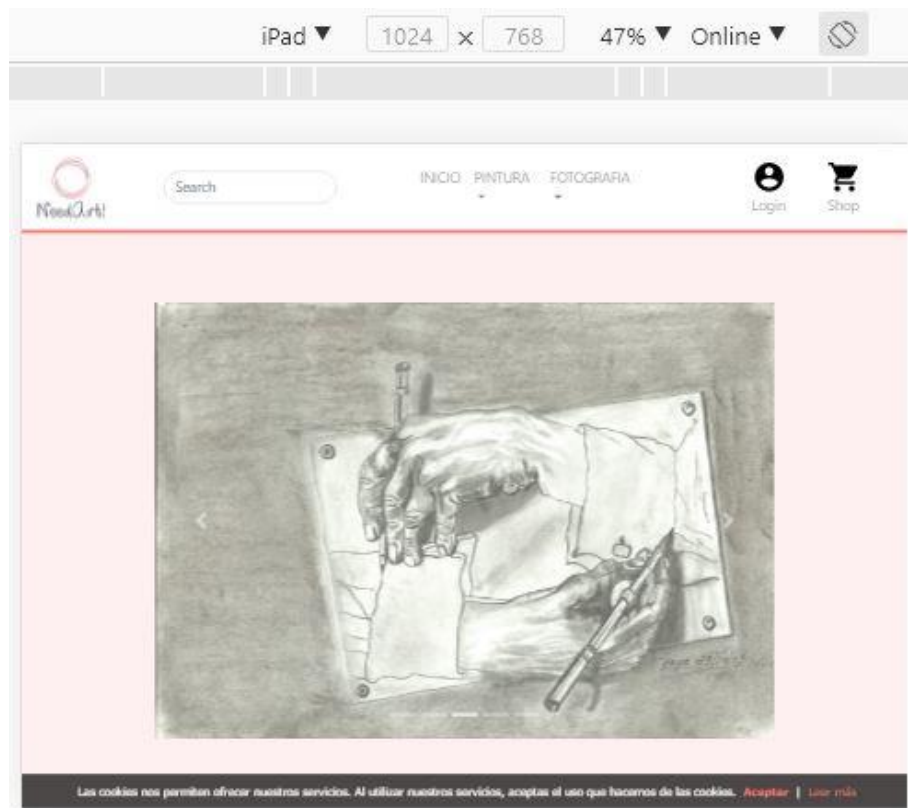 iPad ▼ 1024 × 768 47% ▼ Online ▼
NeedArt!
Search
INICIO PINTURA FOTOGRAFIA
Login Shop
Las cookies nos permiten ofrecer nuestros servicios. Al utilizar nuestros servicios, aceptas el uso que hacemos de las cookies. Aceptar | Leer más